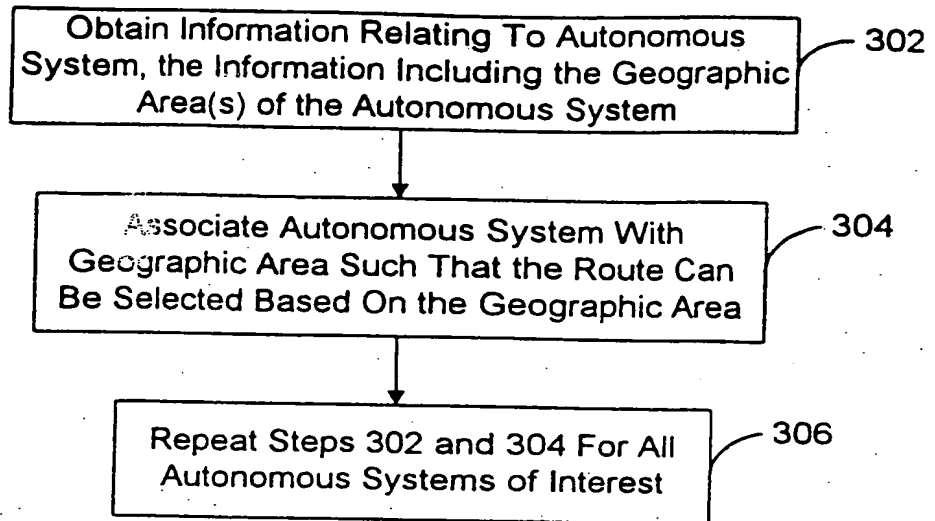 Obtain Information Relating To Autonomous
System, the Information Including the Geographic
Area(s) of the Autonomous System
302
Associate Autonomous System With
Geographic Area Such That the Route Can
Be Selected Based On the Geographic Area
304
Repeat Steps 302 and 304 For All
Autonomous Systems of Interest
306